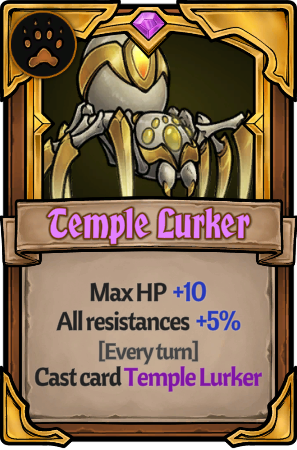 Temple Lurker
Max HP +10
All resistances +5%
[Every turn]
Cast card Temple Lurker